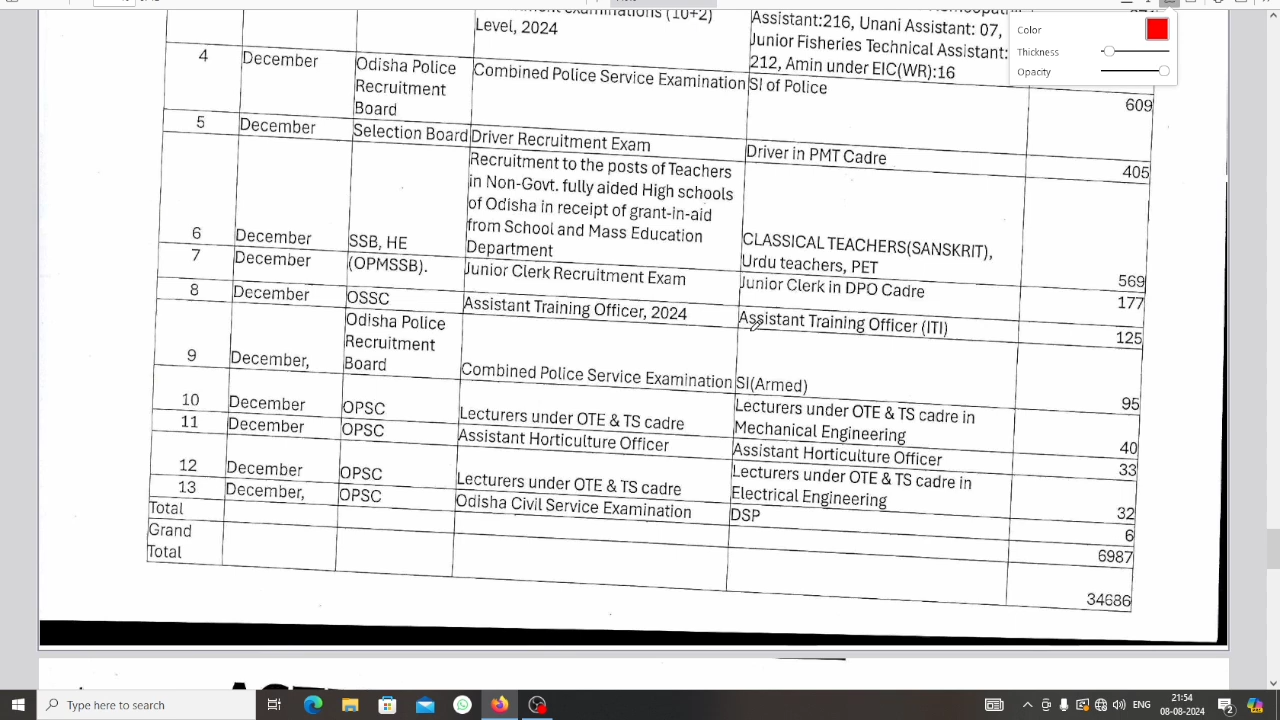 Level, 2024
Assistant:216, Unani Assistant: 07,
Junior Fisheries Technical Assistant:
212, Amin under EIC(WR):16
4 December Odisha Police
Recruitment
Board Combined Police Service Examination SI of Police 609
5 December Selection Board Driver Recruitment Exam Driver in PMT Cadre 405
6 December SSB, HE Recruitment to the posts of Teachers
in Non-Govt. fully aided High schools
of Odisha in receipt of grant-in-aid
from School and Mass Education
Department CLASSICAL TEACHERS(SANSKRIT),
Urdu teachers, PET 569
7 December (OPMSSB). Junior Clerk Recruitment Exam Junior Clerk in DPO Cadre 177
8 December OSSC Assistant Training Officer, 2024 Assistant Training Officer (ITI) 125
9 December, Odisha Police
Recruitment
Board Combined Police Service Examination SI(Armed) 95
10 December OPSC Lecturers under OTE & TS cadre Lecturers under OTE & TS cadre in
Mechanical Engineering 40
11 December OPSC Assistant Horticulture Officer Assistant Horticulture Officer 33
12 December OPSC Lecturers under OTE & TS cadre Lecturers under OTE & TS cadre in
Electrical Engineering 32
13 December, OPSC Odisha Civil Service Examination DSP 6
Total 6987
Grand
Total 34686
Color
Thickness
Opacity
Type here to search
ENG
21:54
08-08-2024
2